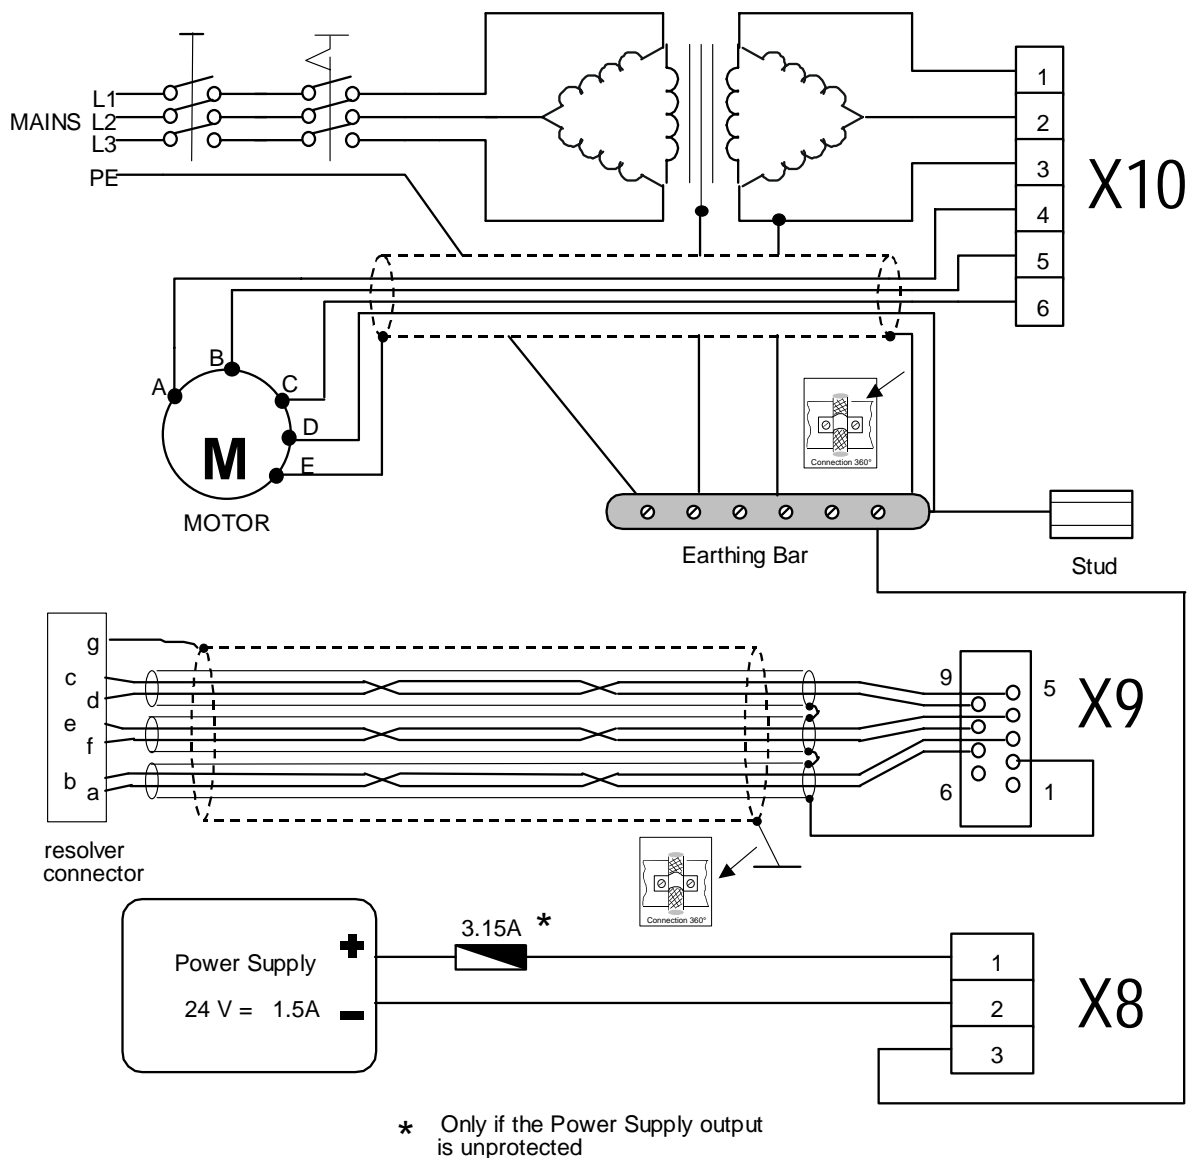 L1
MAINS L2
L3
PE
1
2
3
4
5
6
X10
A
B
C
D
E
M
MOTOR
Connection 360°
Earthing Bar
Stud
g
c
d
e
f
b
a
resolver
connector
9
5
6
1
X9
Connection 360°
Power Supply
24 V = 1.5A
+
-
3.15A *
1
2
3
X8
* Only if the Power Supply output
is unprotected